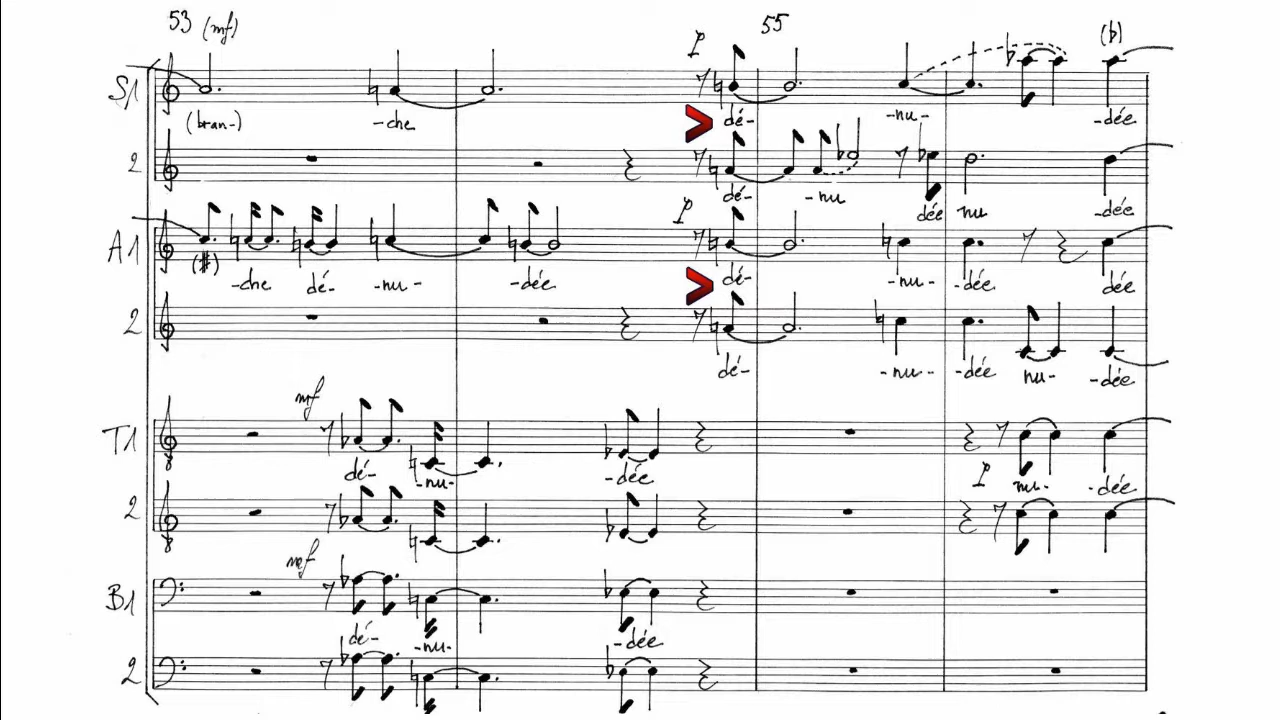 53 (mf) p 55 (b)
S1
(bran-) -che dé- -nu- -dée
2
dé- -nu dée nu -dée
p
A1
(#) -che dé- -nu- -dée dé- -nu- -dée dée
2
dé- -nu- -dée nu- -dée
mf
T1
dé- -nu- -dée p nu- -dée
2
mf
B1
dé- -nu- -dée
2